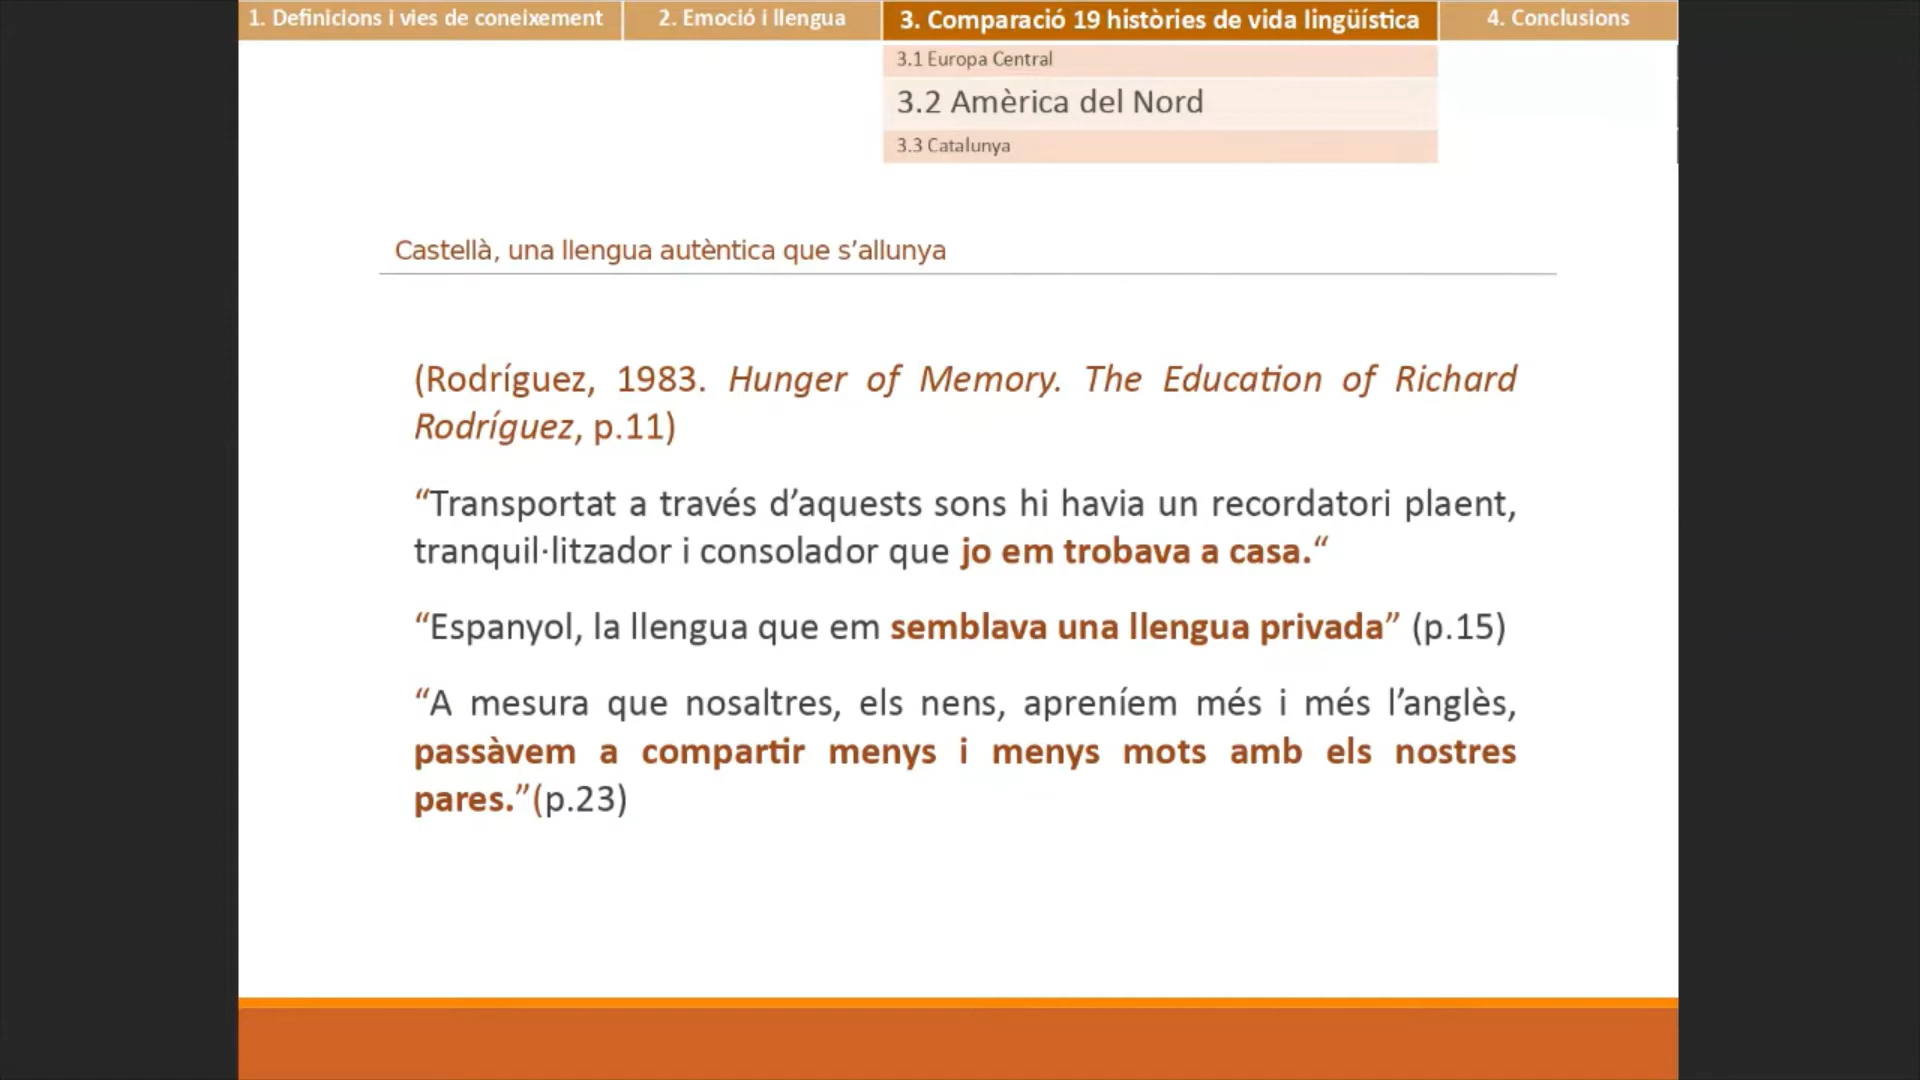 1. Definicions i vies de coneixement
2. Emoció i llengua
3. Comparació 19 històries de vida lingüística
4. Conclusions
3.1 Europa Central
3.2 Amèrica del Nord
3.3 Catalunya
Castellà, una llengua autèntica que s’allunya
(Rodríguez, 1983. Hunger of Memory. The Education of Richard
Rodríguez, p.11)
“Transportat a través d’aquests sons hi havia un recordatori plaent,
tranquil·litzador i consolador que jo em trobava a casa.“
“Espanyol, la llengua que em semblava una llengua privada” (p.15)
“A mesura que nosaltres, els nens, apreníem més i més l’anglès,
passàvem a compartir menys i menys mots amb els nostres
pares.”(p.23)